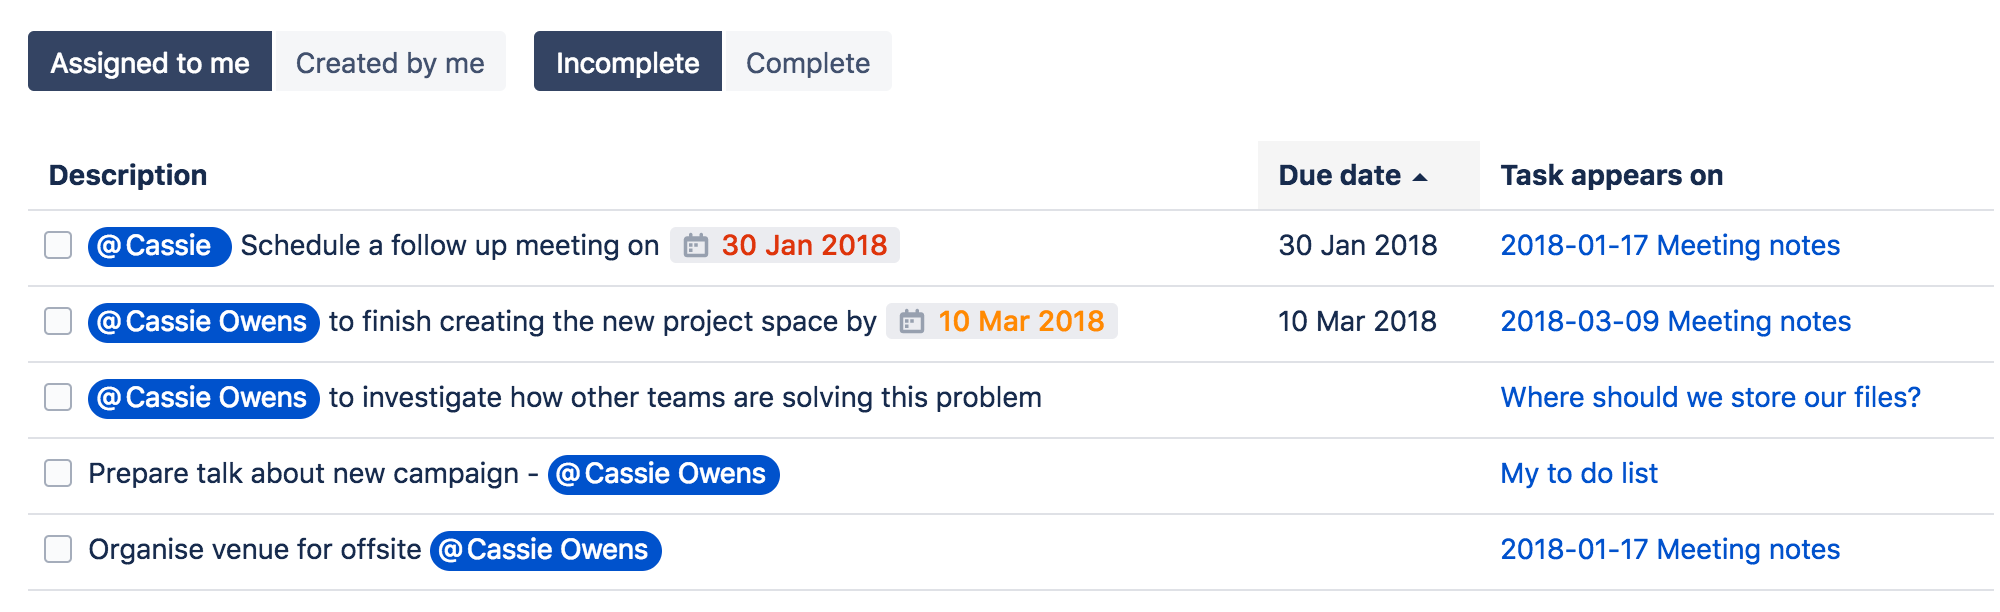 Assigned to me Created by me Incomplete Complete
Description Due date Task appears on
@Cassie Schedule a follow up meeting on 30 Jan 2018 30 Jan 2018 2018-01-17 Meeting notes
@Cassie Owens to finish creating the new project space by 10 Mar 2018 10 Mar 2018 2018-03-09 Meeting notes
@Cassie Owens to investigate how other teams are solving this problem Where should we store our files?
Prepare talk about new campaign - @Cassie Owens My to do list
Organise venue for offsite @Cassie Owens 2018-01-17 Meeting notes